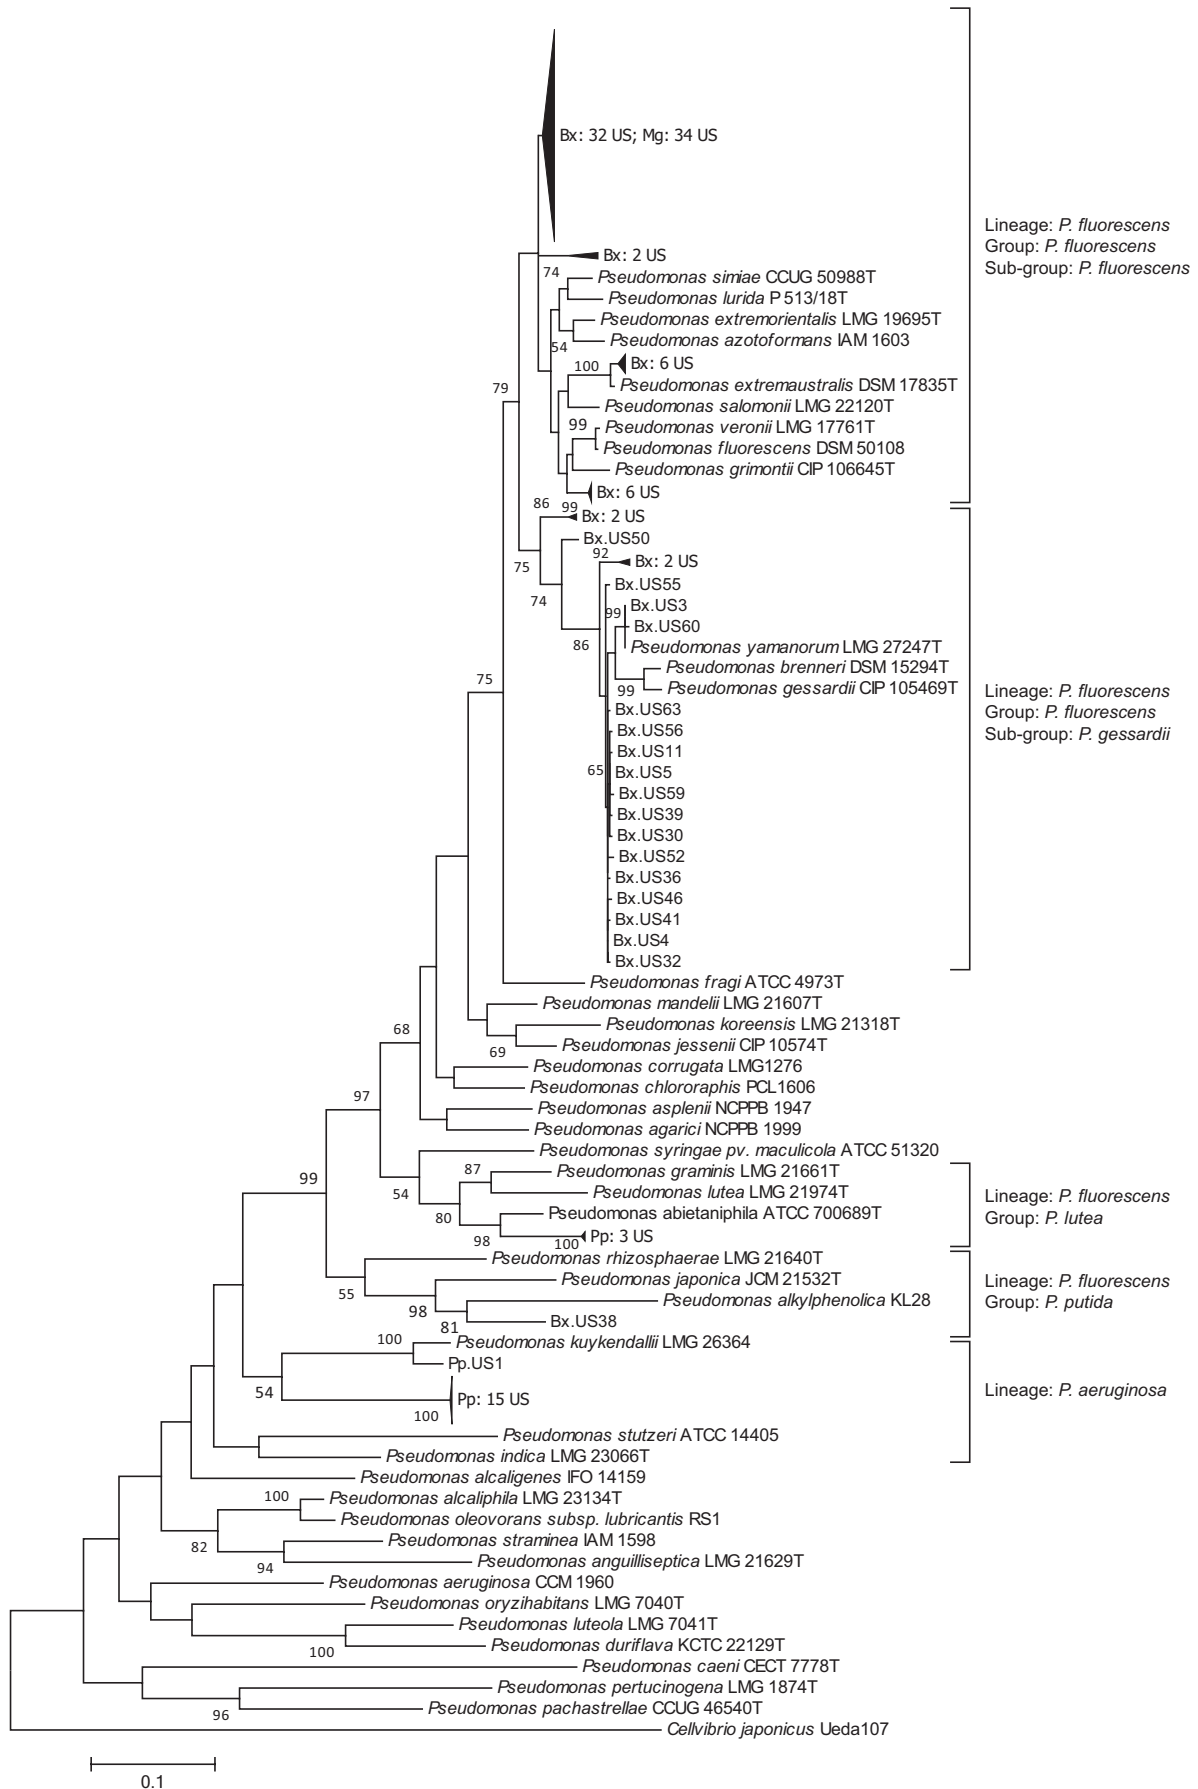 Bx: 32 US; Mg: 34 US
Bx: 2 US
74
Pseudomonas simiae CCUG 50988T
Pseudomonas lurida P 513/18T
Pseudomonas extremorientalis LMG 19695T
Pseudomonas azotoformans IAM 1603
54
Bx: 6 US
100
Pseudomonas extremaustralis DSM 17835T
79
Pseudomonas salomonii LMG 22120T
Pseudomonas veronii LMG 17761T
99
Pseudomonas fluorescens DSM 50108
Pseudomonas grimontii CIP 106645T
Bx: 6 US
Lineage: P. fluorescens
Group: P. fluorescens
Sub-group: P. fluorescens
86
99
Bx: 2 US
Bx.US50
75
92
Bx: 2 US
74
Bx.US55
99
Bx.US3
Bx.US60
86
Pseudomonas yamanorum LMG 27247T
Pseudomonas brenneri DSM 15294T
75
99
Pseudomonas gessardii CIP 105469T
Bx.US63
Bx.US56
Bx.US11
65
Bx.US5
Bx.US59
Bx.US39
Bx.US30
Bx.US52
Bx.US36
Bx.US46
Bx.US41
Bx.US4
Bx.US32
Lineage: P. fluorescens
Group: P. fluorescens
Sub-group: P. gessardii
Pseudomonas fragi ATCC 4973T
Pseudomonas mandelii LMG 21607T
68
Pseudomonas koreensis LMG 21318T
69
Pseudomonas jessenii CIP 10574T
Pseudomonas corrugata LMG1276
Pseudomonas chlororaphis PCL1606
97
Pseudomonas asplenii NCPPB 1947
Pseudomonas agarici NCPPB 1999
Pseudomonas syringae pv. maculicola ATCC 51320
99
87
Pseudomonas graminis LMG 21661T
54
Pseudomonas lutea LMG 21974T
80
Pseudomonas abietaniphila ATCC 700689T
98
100
Pp: 3 US
Lineage: P. fluorescens
Group: P. lutea
Pseudomonas rhizosphaerae LMG 21640T
55
Pseudomonas japonica JCM 21532T
98
Pseudomonas alkylphenolica KL28
81
Bx.US38
Lineage: P. fluorescens
Group: P. putida
100
Pseudomonas kuykendallii LMG 26364
Pp.US1
54
Pp: 15 US
100
Pseudomonas stutzeri ATCC 14405
Pseudomonas indica LMG 23066T
Lineage: P. aeruginosa
Pseudomonas alcaligenes IFO 14159
100
Pseudomonas alcaliphila LMG 23134T
Pseudomonas oleovorans subsp. lubricantis RS1
82
Pseudomonas straminea IAM 1598
94
Pseudomonas anguilliseptica LMG 21629T
Pseudomonas aeruginosa CCM 1960
Pseudomonas oryzihabitans LMG 7040T
Pseudomonas luteola LMG 7041T
100
Pseudomonas duriflava KCTC 22129T
Pseudomonas caeni CECT 7778T
Pseudomonas pertucinogena LMG 1874T
96
Pseudomonas pachastrellae CCUG 46540T
Cellvibrio japonicus Ueda107
0.1